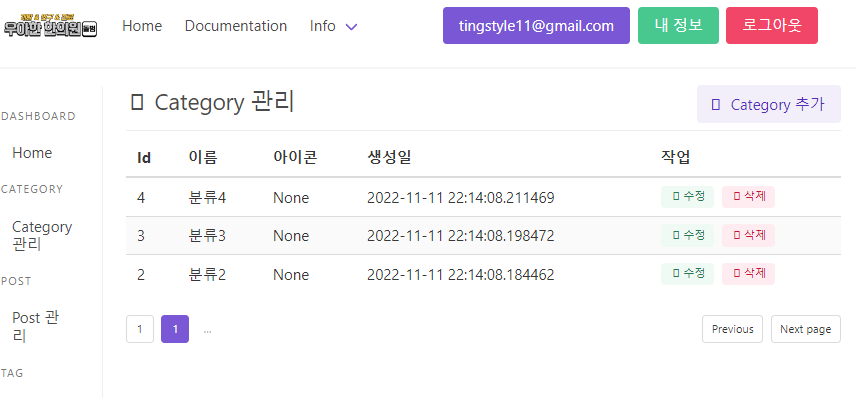 우아한 한의원
Home Documentation Info tingstyle11@gmail.com 내 정보 로그아웃
DASHBOARD
Home
CATEGORY
Category
관리
POST
Post 관
리
TAG
Category 관리 Category 추가
Id 이름 아이콘 생성일 작업
4 분류4 None 2022-11-11 22:14:08.211469 수정 삭제
3 분류3 None 2022-11-11 22:14:08.198472 수정 삭제
2 분류2 None 2022-11-11 22:14:08.184462 수정 삭제
1 1 ... Previous Next page